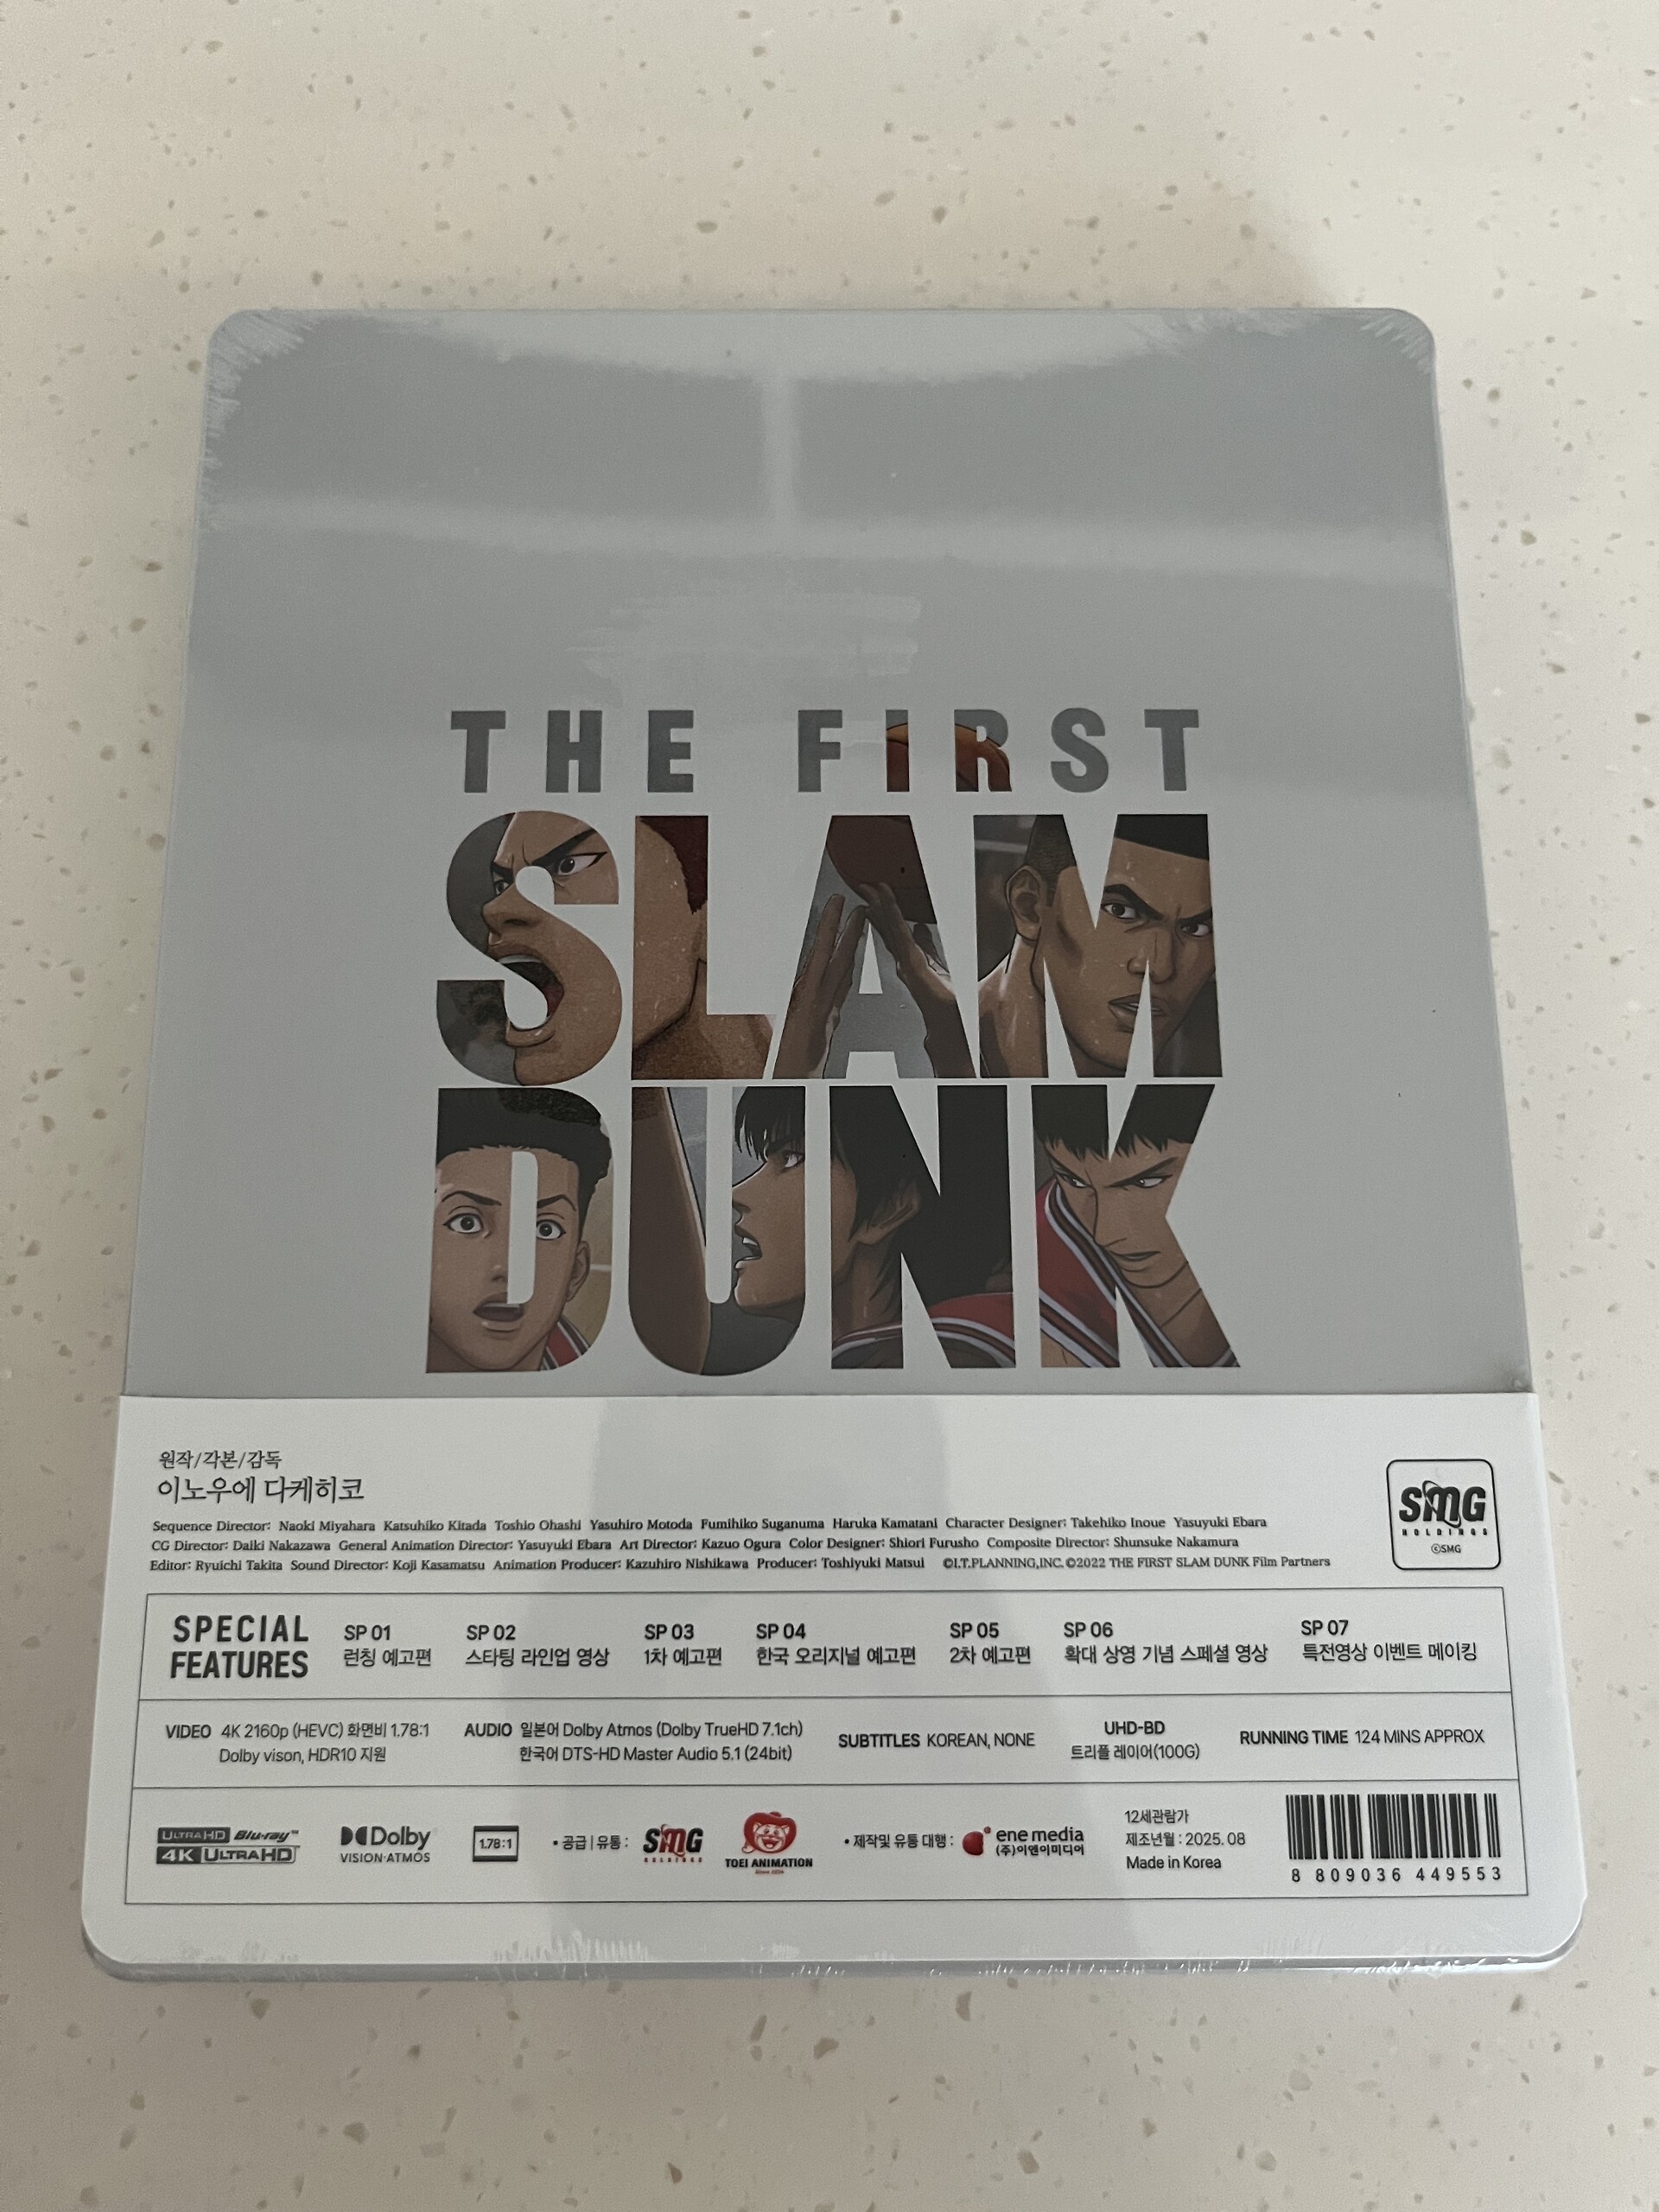 THE FIRST
SLAM
DUNK
원작/각본/감독
이노우에 다케히코
Sequence Director: Naoki Miyahara Katsuhiko Kitada Toshio Ohashi Yasuhiro Motoda Fumihiko Suganuma Haruka Kamatani Character Designer: Takehiko Inoue Yasuyuki Ebara
CG Director: Daiki Nakazawa General Animation Director: Yasuyuki Ebara Art Director: Kazuo Ogura Color Designer: Shiori Furusho Composite Director: Shunsuke Nakamura
Editor: Ryuichi Takita Sound Director: Koji Kasamatsu Animation Producer: Kazuhiro Nishikawa Producer: Toshiyuki Matsui ©I.T.PLANNING,INC. ©2022 THE FIRST SLAM DUNK Film Partners
SMG
HOLDINGS
©SMG
SPECIAL
FEATURES
SP 01
런칭 예고편
SP 02
스타팅 라인업 영상
SP 03
1차 예고편
SP 04
한국 오리지널 예고편
SP 05
2차 예고편
SP 06
확대 상영 기념 스페셜 영상
SP 07
특전영상 이벤트 메이킹
VIDEO 4K 2160p (HEVC) 화면비 1.78:1
Dolby vison, HDR10 지원
AUDIO 일본어 Dolby Atmos (Dolby TrueHD 7.1ch)
한국어 DTS-HD Master Audio 5.1 (24bit)
SUBTITLES KOREAN, NONE
UHD-BD
트리플 레이어(100G)
RUNNING TIME 124 MINS APPROX
ULTRA HD Blu-ray™
4K ULTRA HD
Dolby
VISION·ATMOS
1.78:1
• 공급 | 유통 :
SMG
HOLDINGS
TOEI ANIMATION
Since 1956
• 제작및 유통 대행 :
ene media
(주)이엔이미디어
12세관람가
제조년월 : 2025. 08
Made in Korea
8 809036 449553